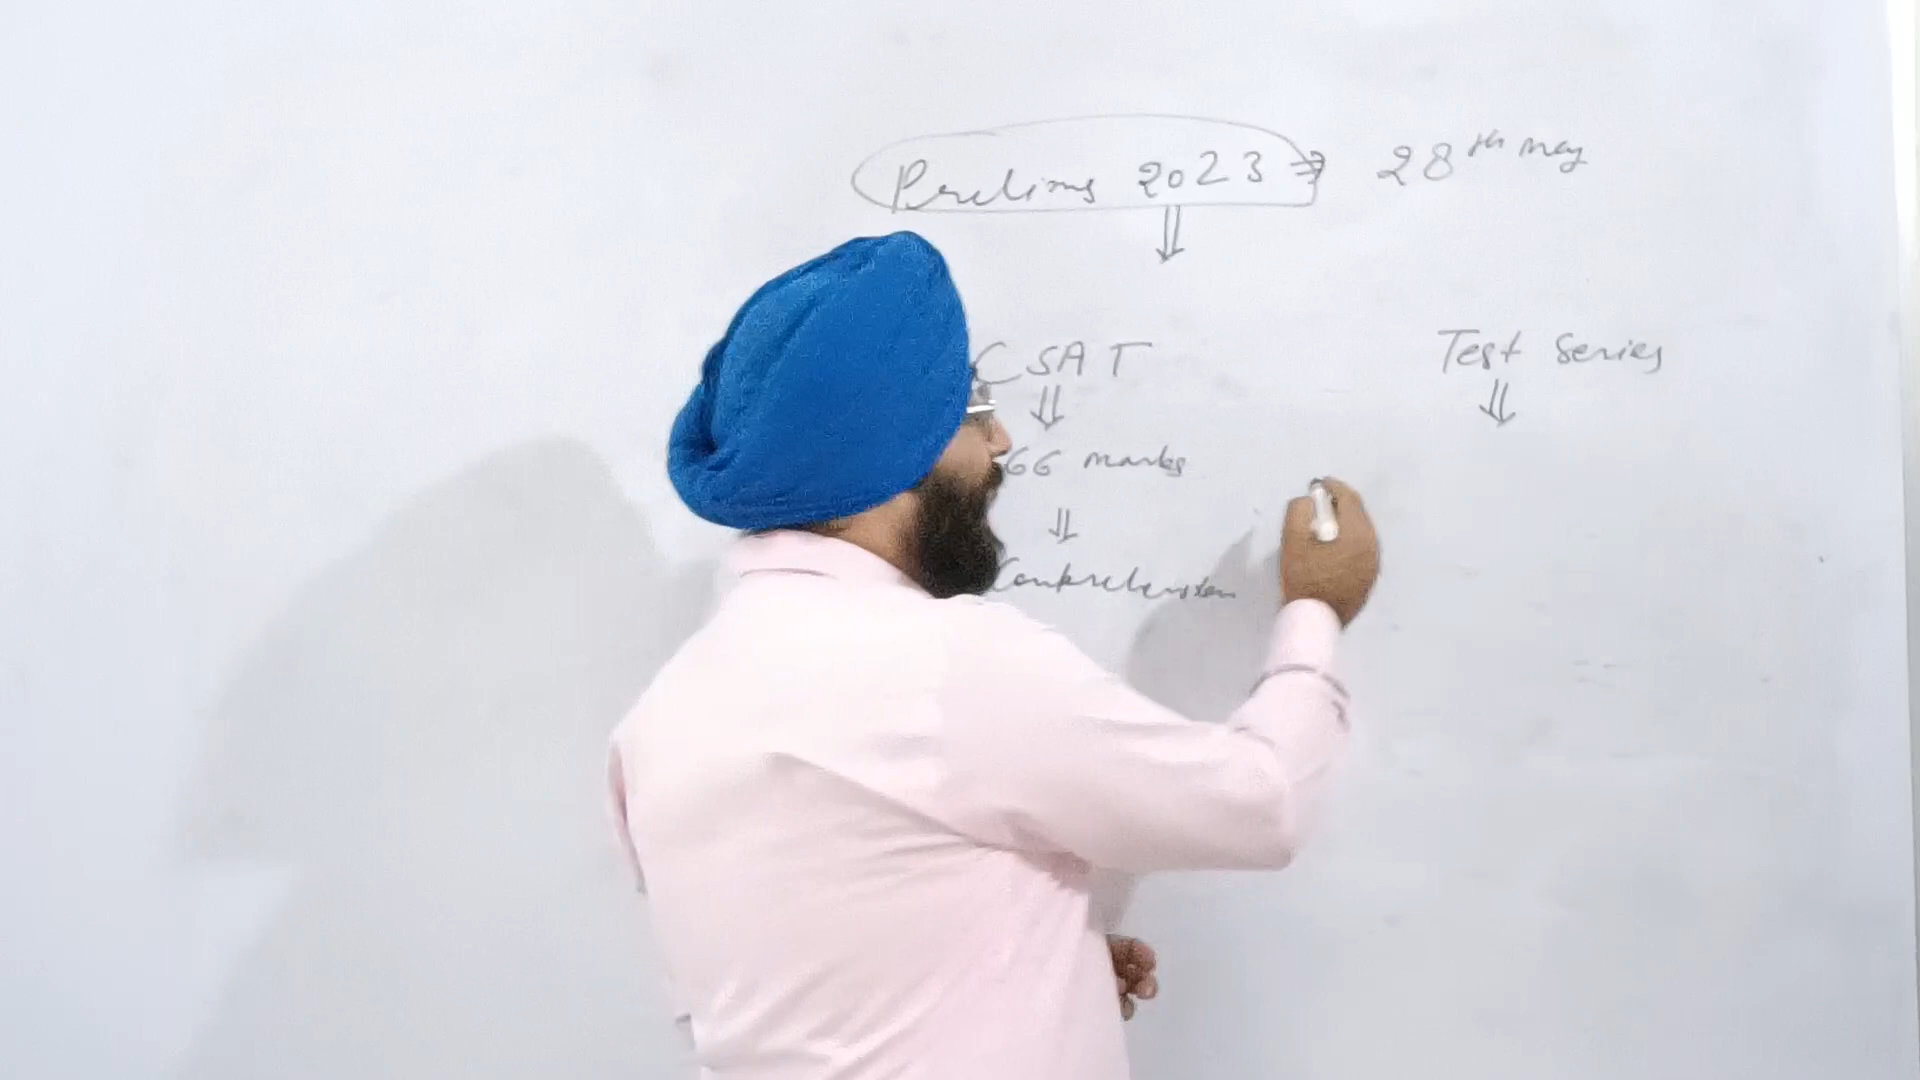 Prelims 2023 ⇒ 28th may
CSAT Test Series
66 marks
Comprehension